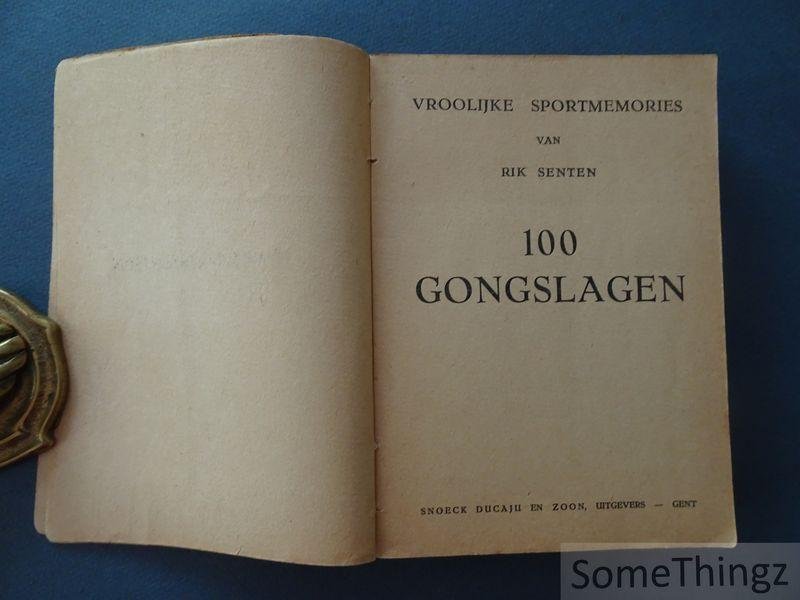 VROOLIJKE SPORTMEMORIES
VAN
RIK SENTEN
100
GONGSLAGEN
SNOECK DUCAJU EN ZOON, UITGEVERS — GENT
SomeThingz